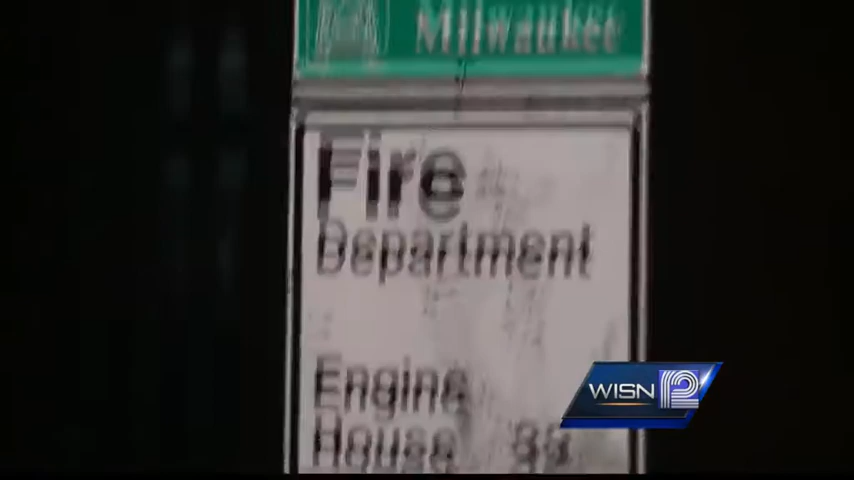 Milwaukee
Fire
Department
Engine
House
WISN 12